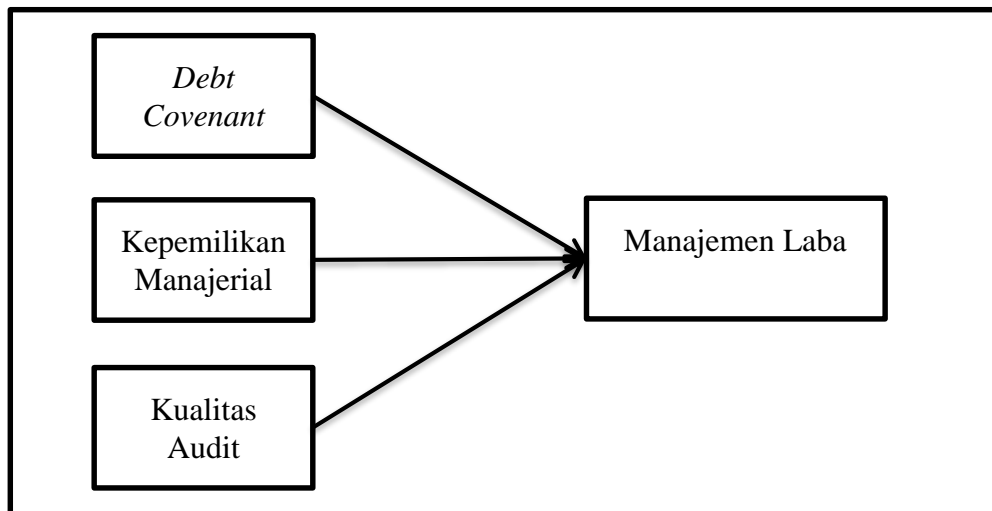 Debt
Covenant
Kepemilikan
Manajerial
Manajemen Laba
Kualitas
Audit